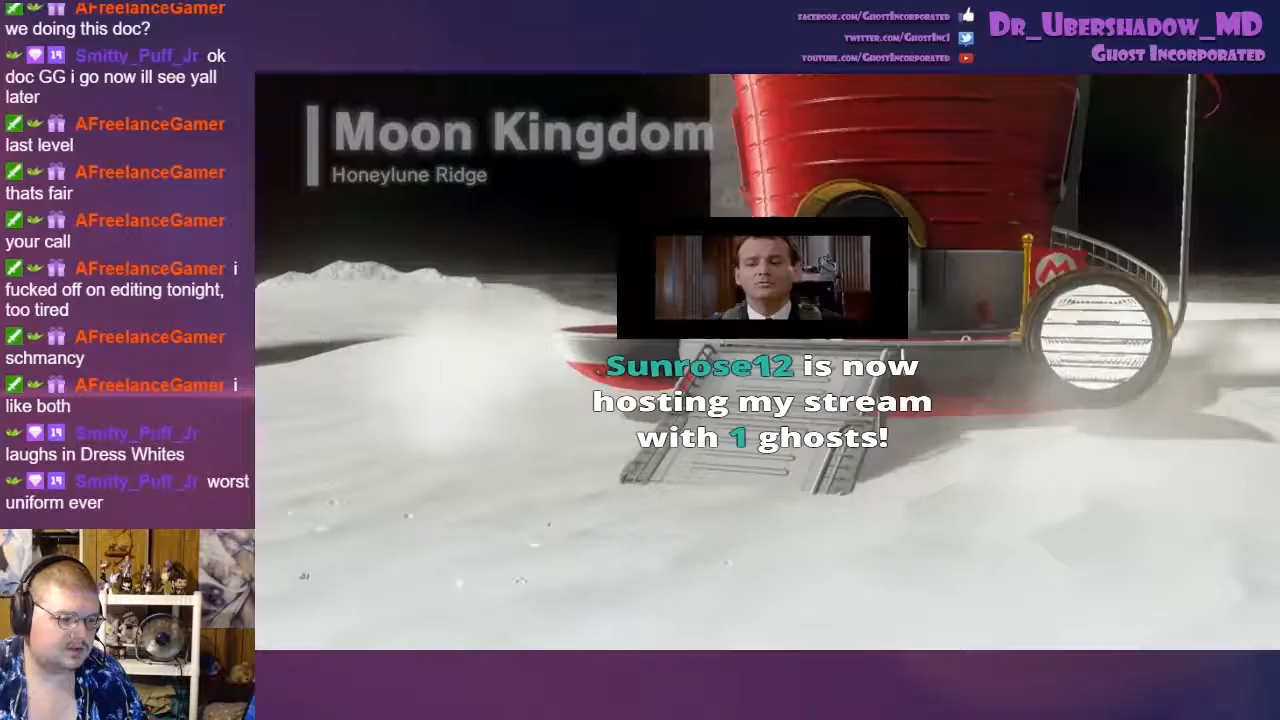 AFreelanceGamer
we doing this doc?
Smitty_Puff_Jr ok
doc GG i go now ill see yall
later
AFreelanceGamer
last level
AFreelanceGamer
thats fair
AFreelanceGamer
your call
AFreelanceGamer i
fucked off on editing tonight,
too tired
AFreelanceGamer
schmancy
AFreelanceGamer i
like both
Smitty_Puff_Jr
laughs in Dress Whites
Smitty_Puff_Jr worst
uniform ever
facebook.com/GhostIncorporated
twitter.com/GhostInc1
youtube.com/GhostIncorporated
Dr_Ubershadow_MD
Ghost Incorporated
Moon Kingdom
Honeylune Ridge
Sunrose12 is now
hosting my stream
with 1 ghosts!